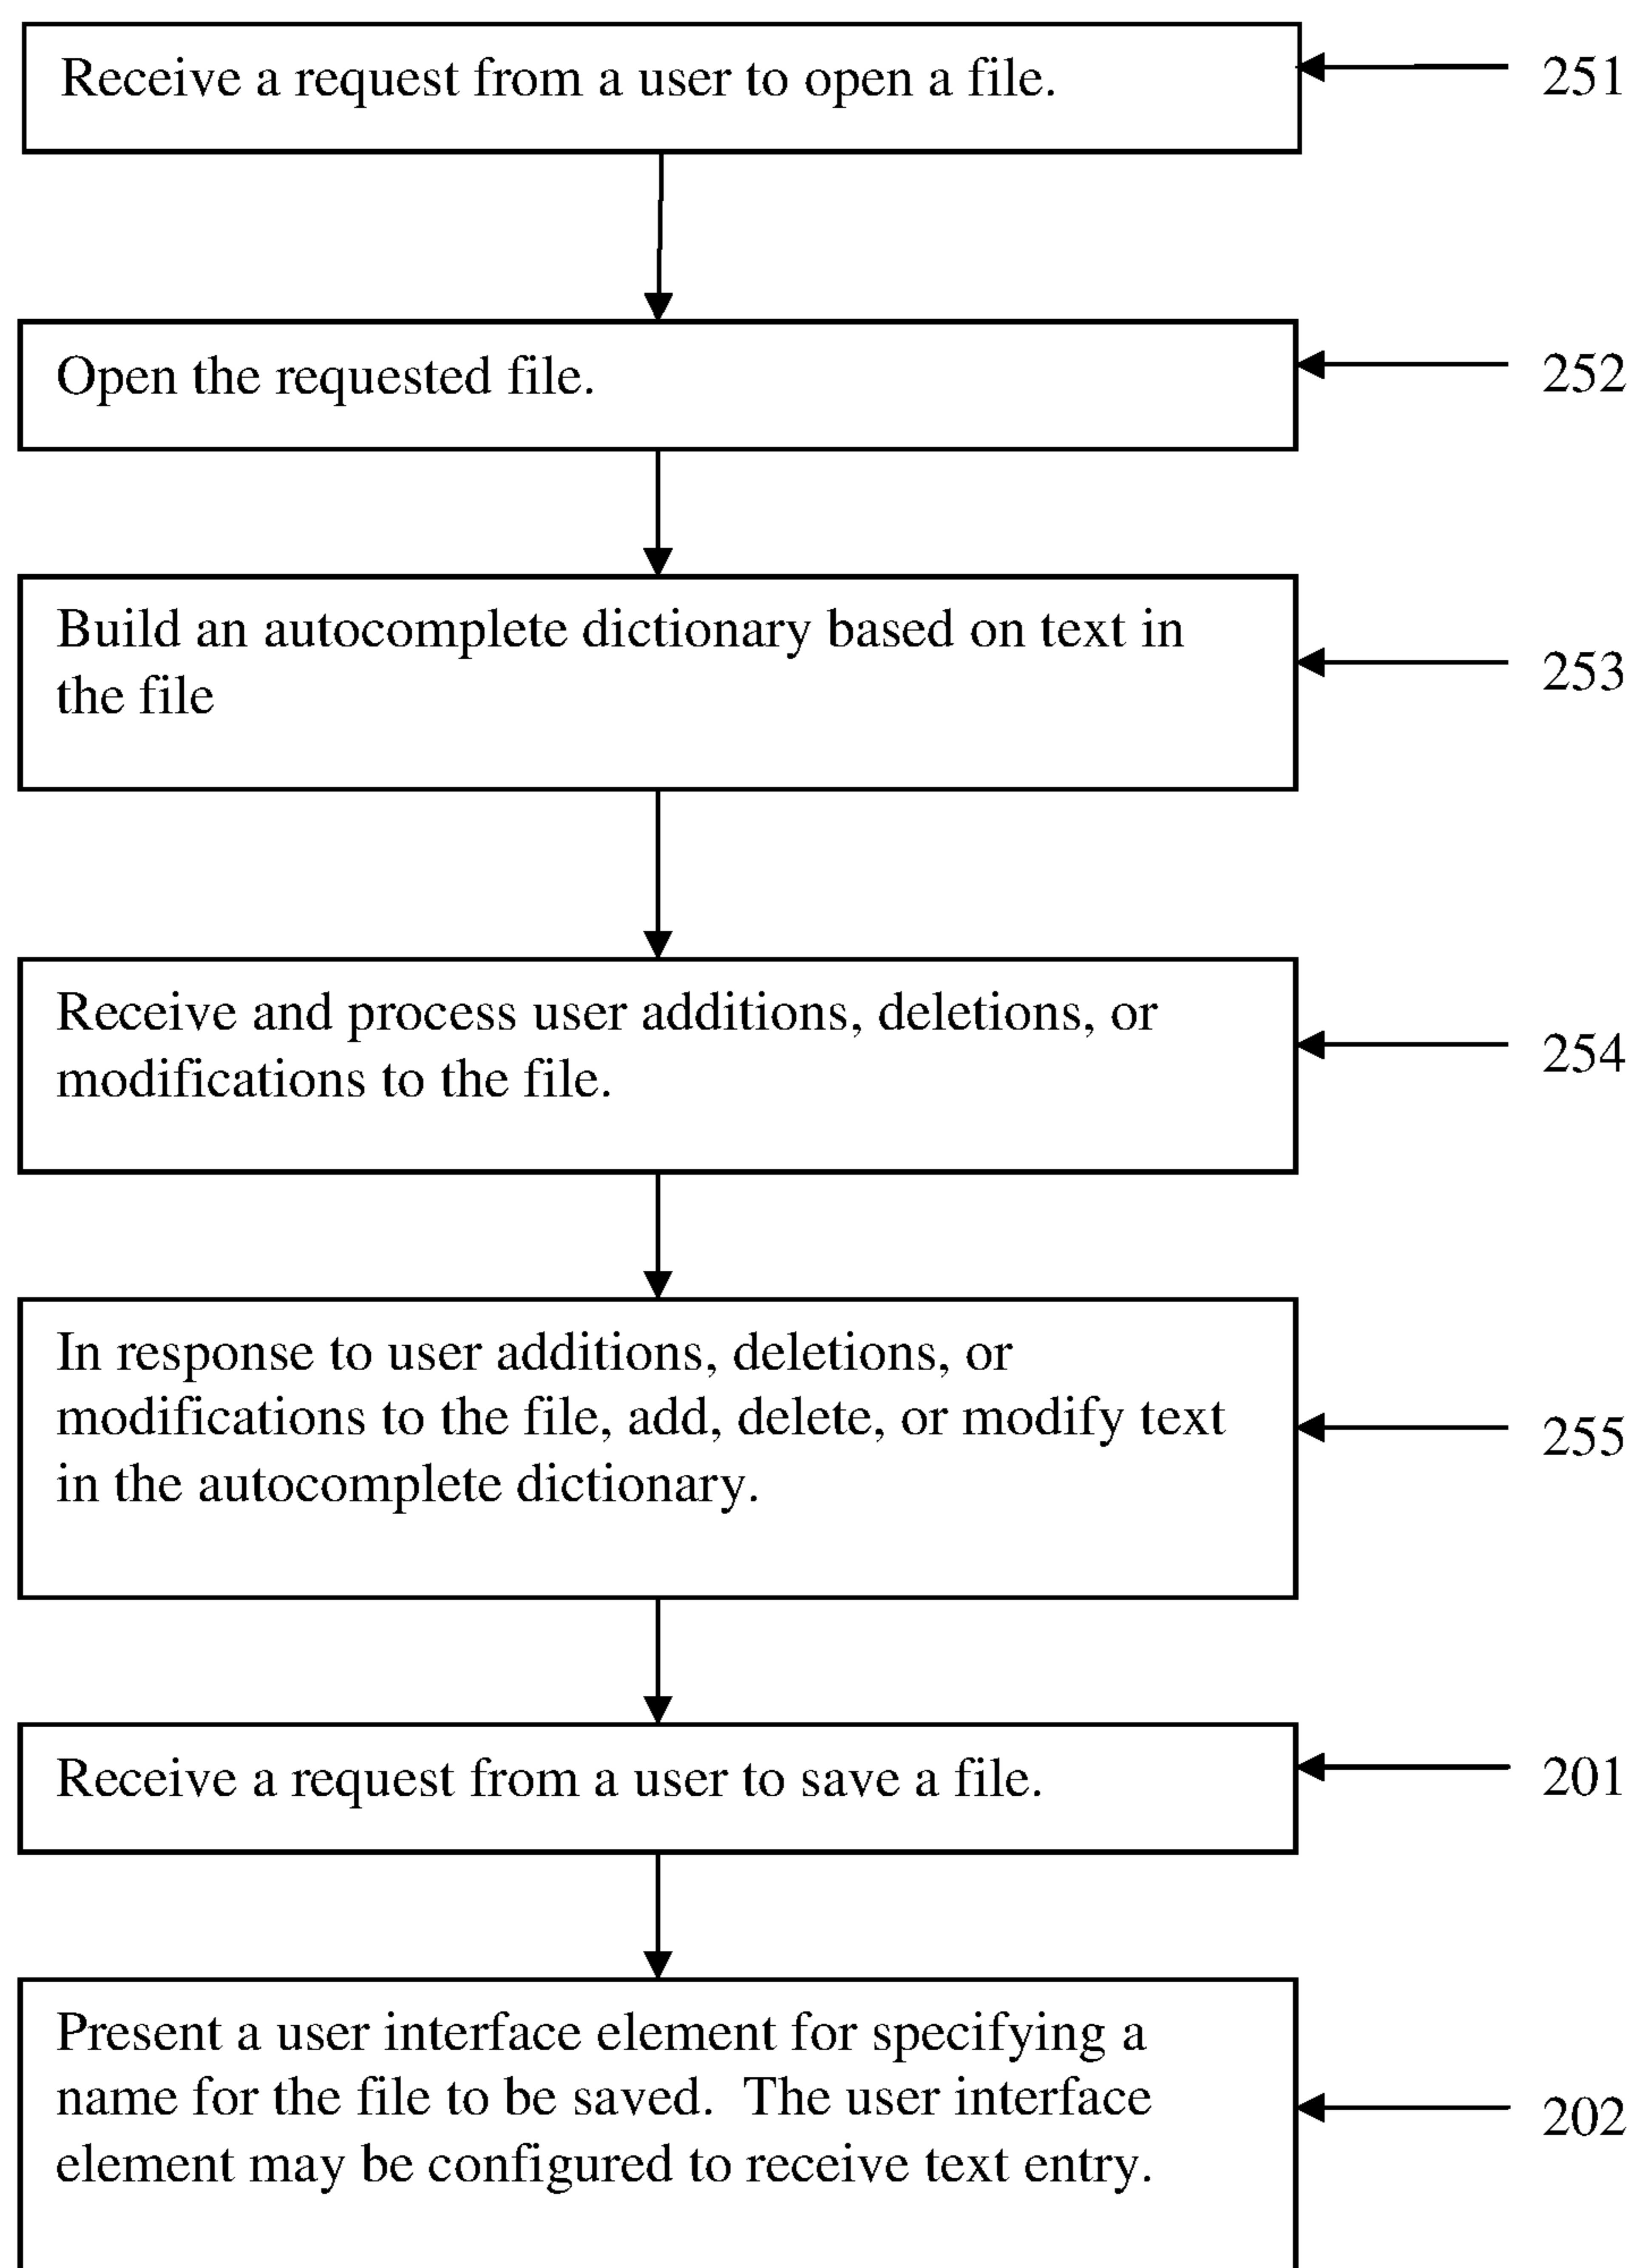 Receive a request from a user to open a file.
251
Open the requested file.
252
Build an autocomplete dictionary based on text in
the file
253
Receive and process user additions, deletions, or
modifications to the file.
254
In response to user additions, deletions, or
modifications to the file, add, delete, or modify text
in the autocomplete dictionary.
255
Receive a request from a user to save a file.
201
Present a user interface element for specifying a
name for the file to be saved.  The user interface
element may be configured to receive text entry.
202